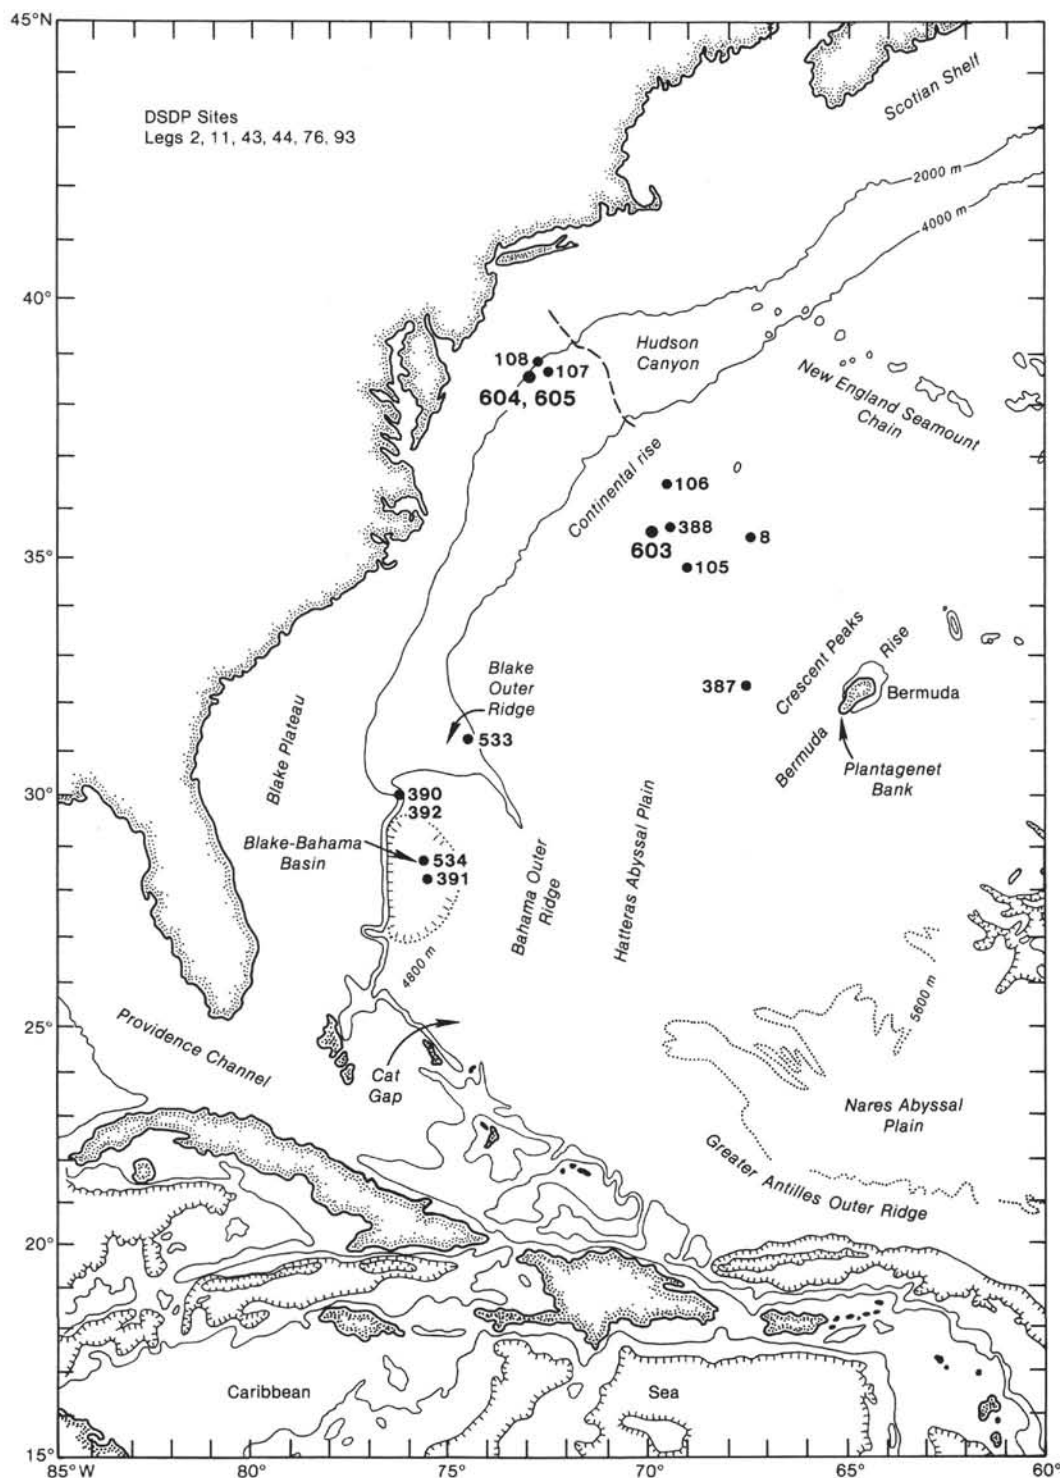 45°N
DSDP Sites
Legs 2, 11, 43, 44, 76, 93
Scotian Shelf
2000 m
4000 m
40°
Hudson
Canyon
108
107
604, 605
New England Seamount
Chain
Continental rise
106
388
603
8
105
35°
Crescent Peaks
Bermuda
Rise
Bermuda
387
Plantagenet
Bank
Blake
Outer
Ridge
533
Blake Plateau
30°
390
392
Blake-Bahama
Basin
534
391
Bahama Outer
Ridge
Hatteras Abyssal Plain
4800 m
5600 m
25°
Providence Channel
Cat
Gap
Nares Abyssal
Plain
Greater Antilles Outer Ridge
20°
Caribbean
Sea
15°
85°W
80°
75°
70°
65°
60°